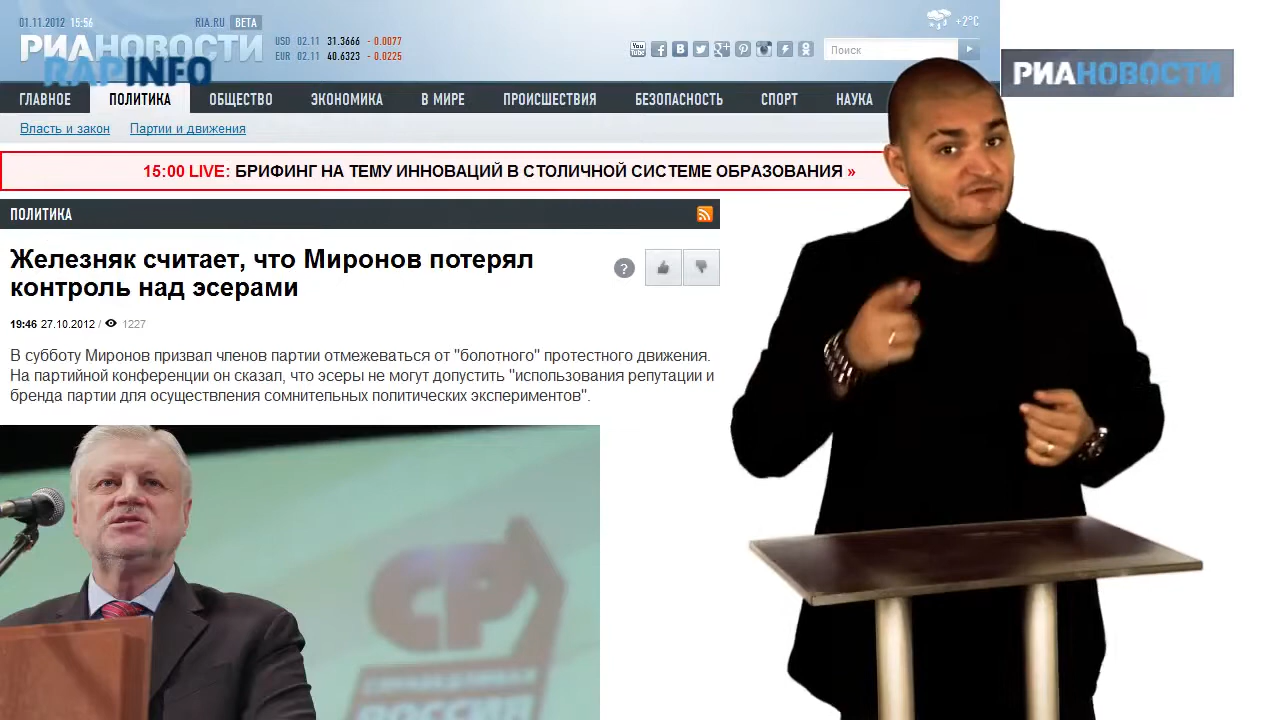 01.11.2012 15:56
RIA.RU BETA
РИАНОВОСТИ
RAPINFO
USD 02.11 31.3666 - 0.0077
EUR 02.11 40.6323 - 0.0225
You Tube
Поиск
+2°C
РИАНОВОСТИ
ГЛАВНОЕ ПОЛИТИКА ОБЩЕСТВО ЭКОНОМИКА В МИРЕ ПРОИСШЕСТВИЯ БЕЗОПАСНОСТЬ СПОРТ НАУКА
Власть и закон Партии и движения
15:00 LIVE: БРИФИНГ НА ТЕМУ ИННОВАЦИЙ В СТОЛИЧНОЙ СИСТЕМЕ ОБРАЗОВАНИЯ »
ПОЛИТИКА
Железняк считает, что Миронов потерял
контроль над эсерами
?
19:46 27.10.2012 / 1227
В субботу Миронов призвал членов партии отмежеваться от "болотного" протестного движения.
На партийной конференции он сказал, что эсеры не могут допустить "использования репутации и
бренда партии для осуществления сомнительных политических экспериментов".
СР
СПРАВЕДЛИВАЯ
РОССИЯ